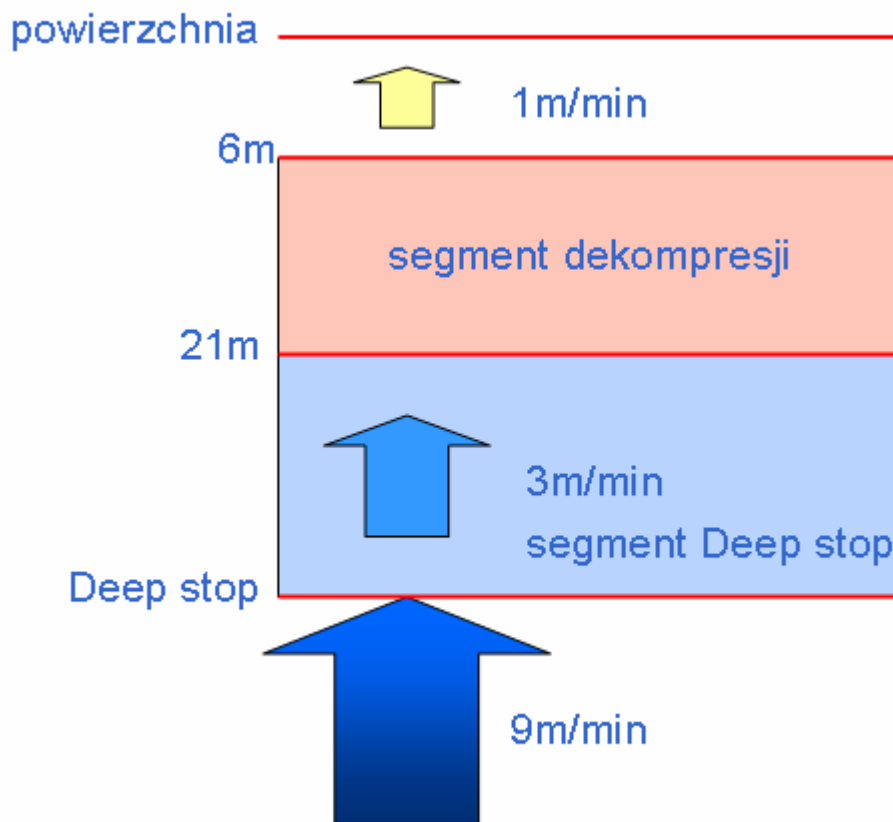 powierzchnia
1m/min
6m
segment dekompresji
21m
3m/min
segment Deep stop
Deep stop
9m/min